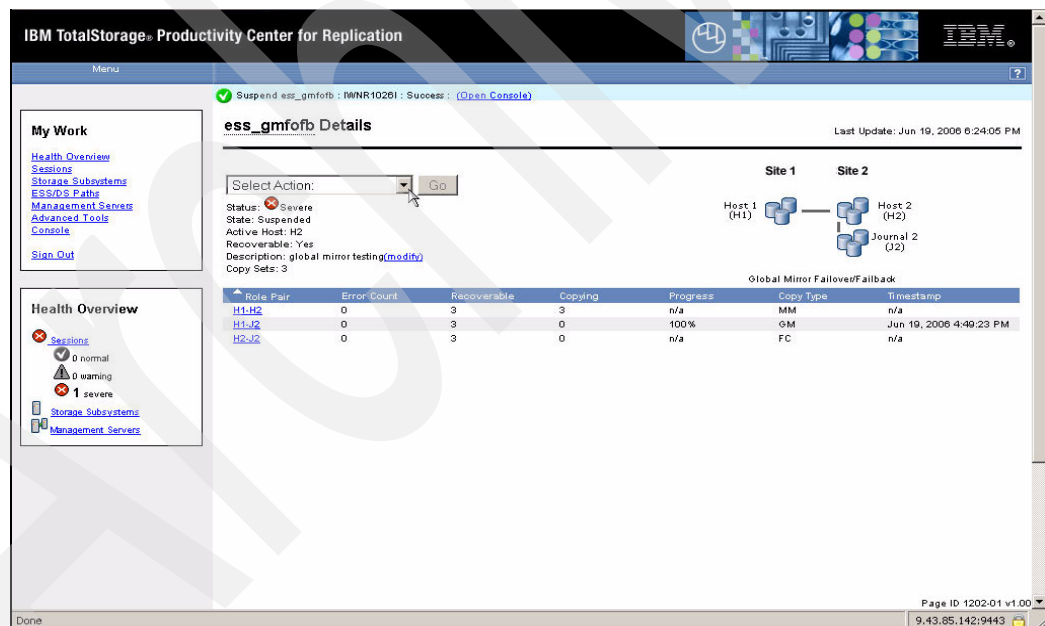 IBM TotalStorage® Productivity Center for Replication
IBM®
Menu
?
Suspend ess_gmfofb : IWNR1026I : Success : (Open Console)
My Work
Health Overview
Sessions
Storage Subsystems
ESS/DS Paths
Management Servers
Advanced Tools
Console
Sign Out
Health Overview
Sessions
0 normal
0 warning
1 severe
Storage Subsystems
Management Servers
ess_gmfofb Details
Last Update: Jun 19, 2006 6:24:05 PM
Select Action: Go
Status: Severe
State: Suspended
Active Host: H2
Recoverable: Yes
Description: global mirror testing(modify)
Copy Sets: 3
Site 1 Site 2
Host 1 (H1)
Host 2 (H2)
Journal 2 (J2)
Global Mirror Failover/Failback
Role Pair Error Count Recoverable Copying Progress Copy Type Timestamp
H1-H2 0 3 3 n/a MM n/a
H1-J2 0 3 0 100% GM Jun 19, 2006 4:49:23 PM
H2-J2 0 3 0 n/a FC n/a
Page ID 1202-01 v1.00
Done
9.43.85.142:9443